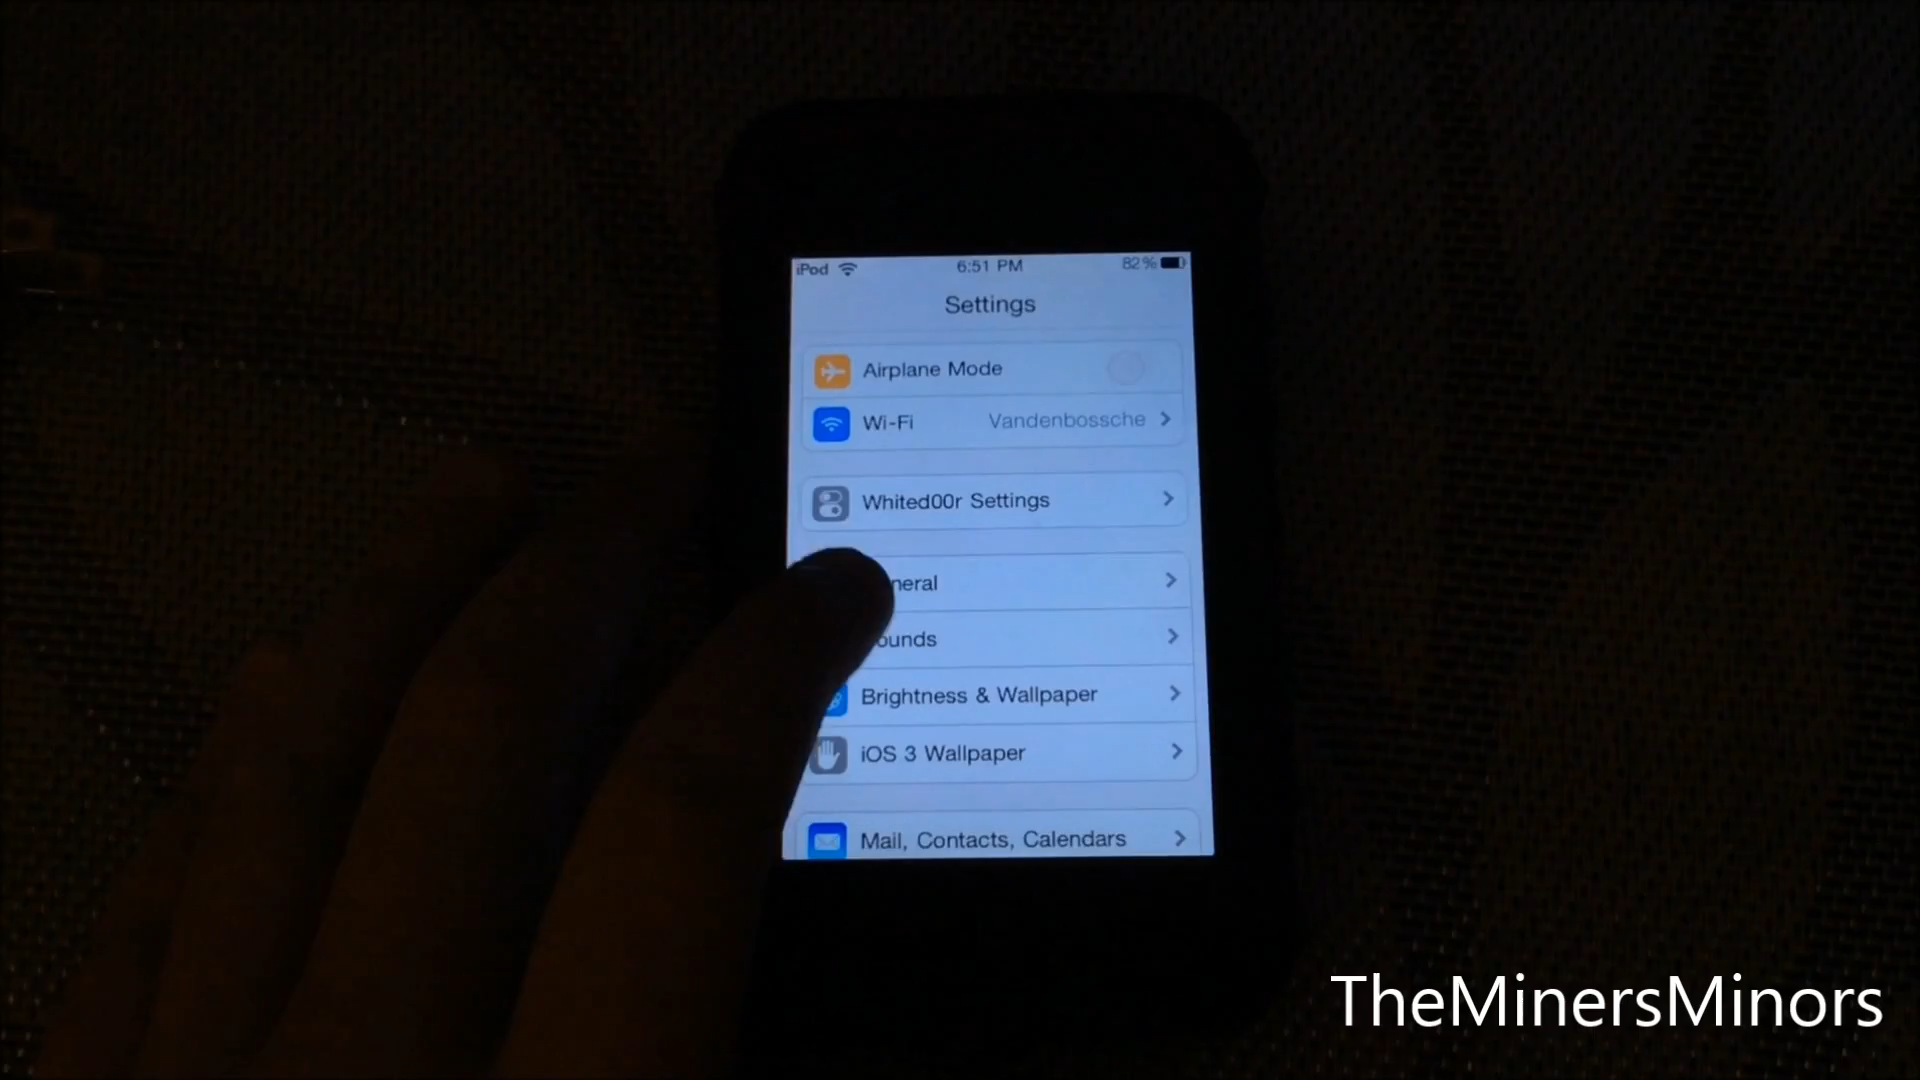 iPod 6:51 PM 82%
Settings
Airplane Mode
Wi-Fi Vandenbossche
Whited00r Settings
neral
ounds
Brightness & Wallpaper
iOS 3 Wallpaper
Mail, Contacts, Calendars
TheMinersMinors